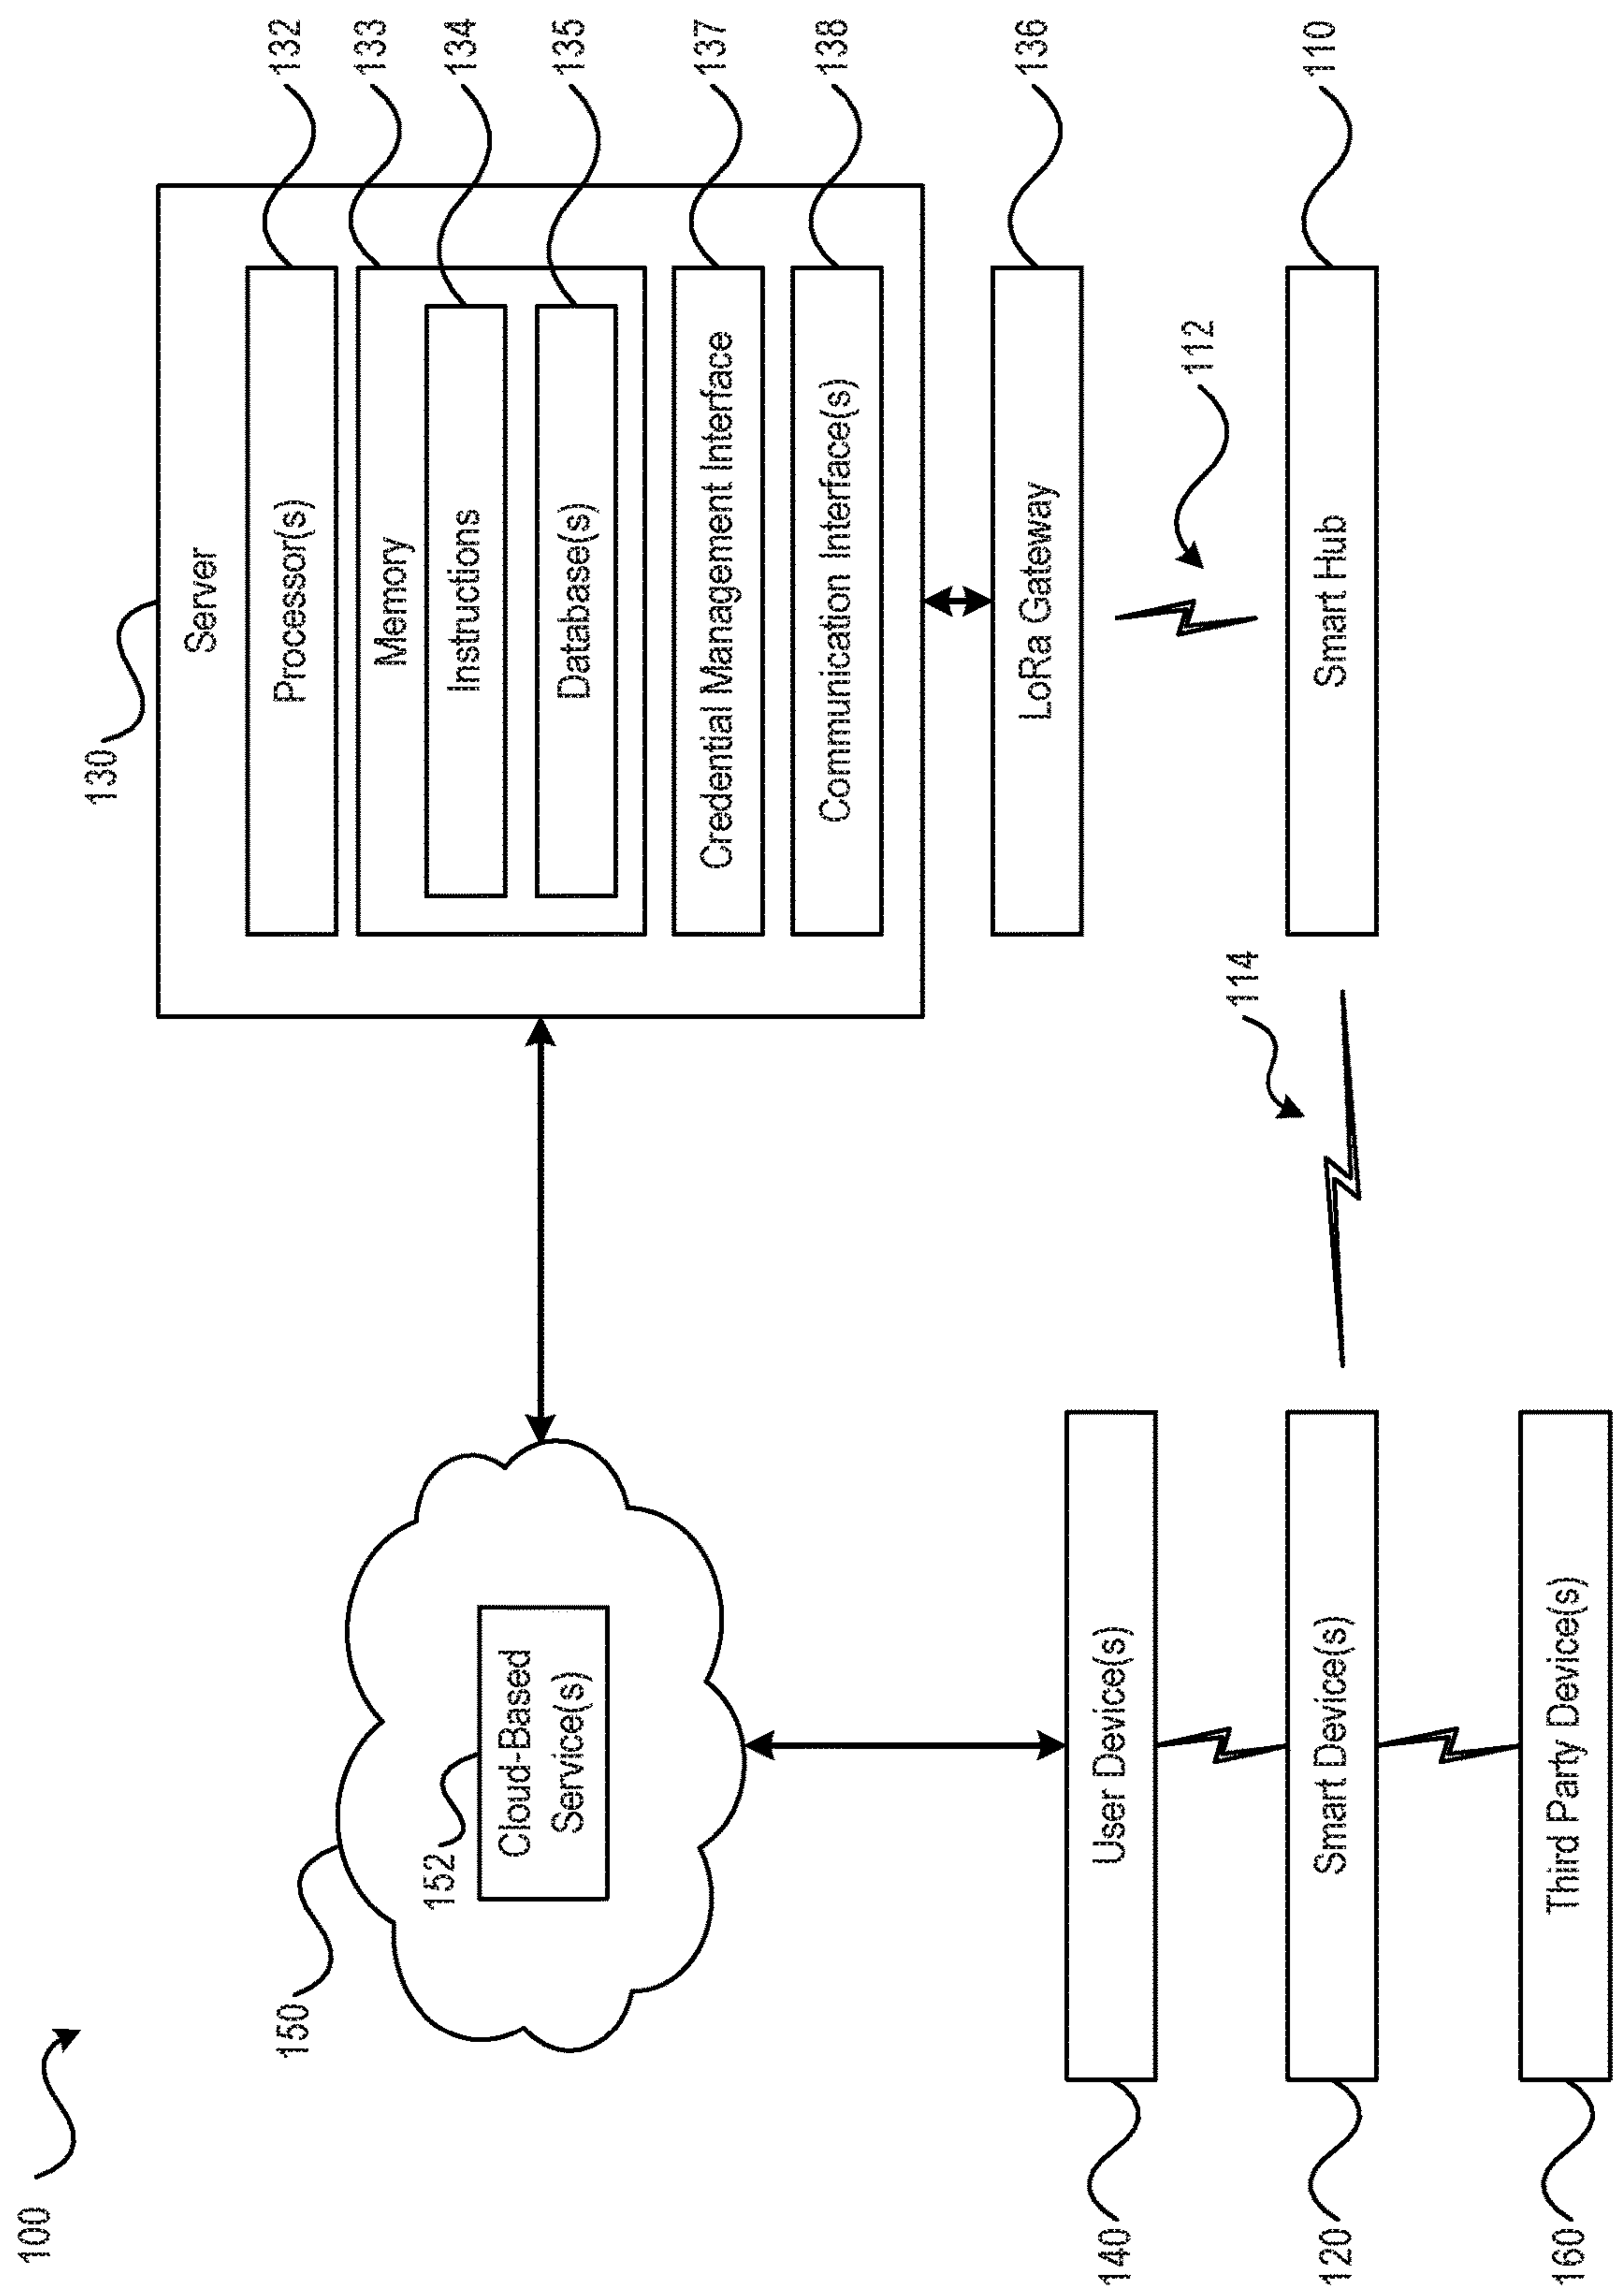 100
130
Server
Processor(s)
132
Memory
133
Instructions
134
Database(s)
135
Credential Management Interface
137
Communication Interface(s)
138
LoRa Gateway
136
112
Smart Hub
110
114
150
152
Cloud-Based
Service(s)
140
User Device(s)
120
Smart Device(s)
160
Third Party Device(s)